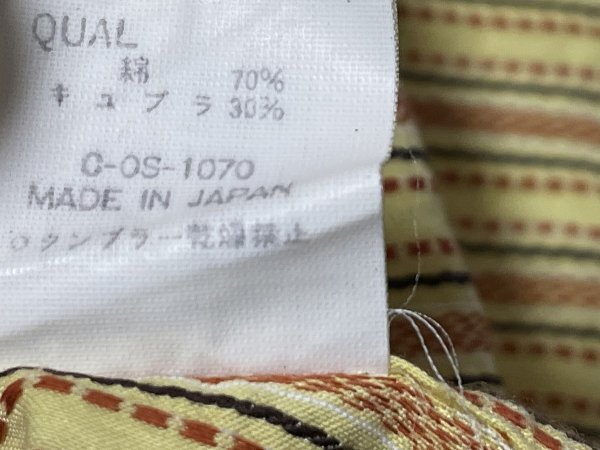 QUAL
綿 70%
キュプラ 30%
C-OS-1070
MADE IN JAPAN
○タンブラー乾燥禁止